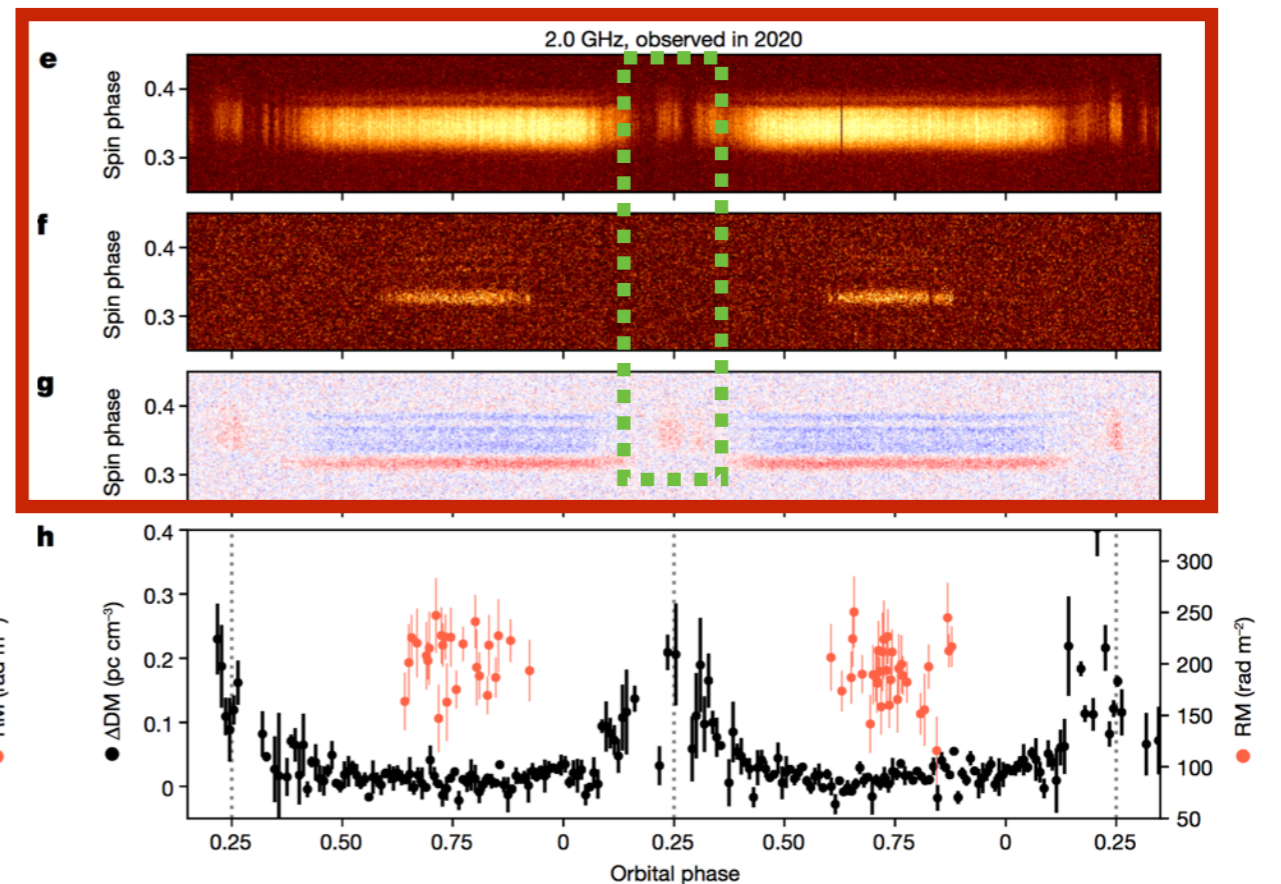 2.0 GHz, observed in 2020
e
Spin phase
0.4
0.3
f
Spin phase
0.4
0.3
g
Spin phase
0.4
0.3
h
ΔDM (pc cm⁻³)
0.4
0.3
0.2
0.1
0
300
250
200
150
100
50
RM (rad m⁻²)
0.25 0.50 0.75 0 0.25 0.50 0.75 0 0.25
Orbital phase